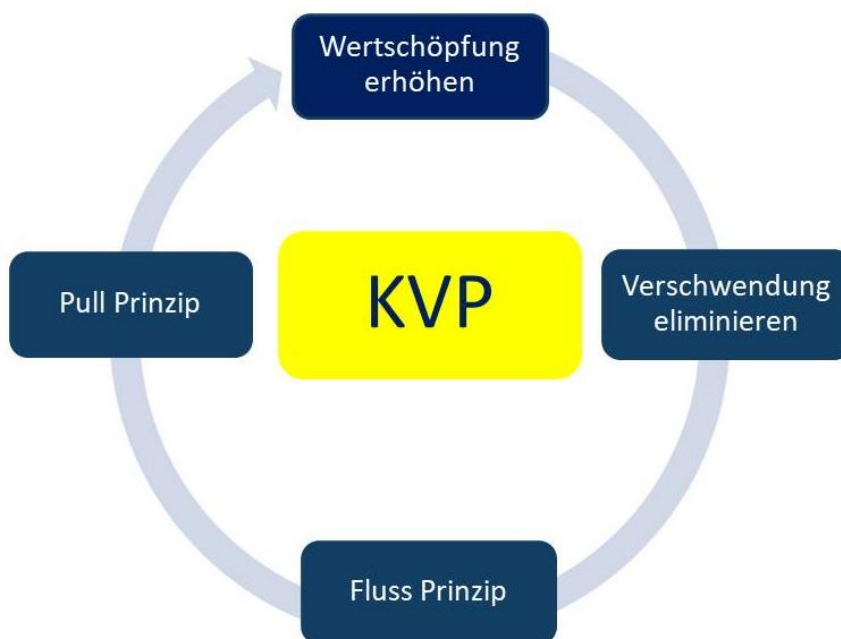 Wertschöpfung
erhöhen
Pull Prinzip
KVP
Verschwendung
eliminieren
Fluss Prinzip